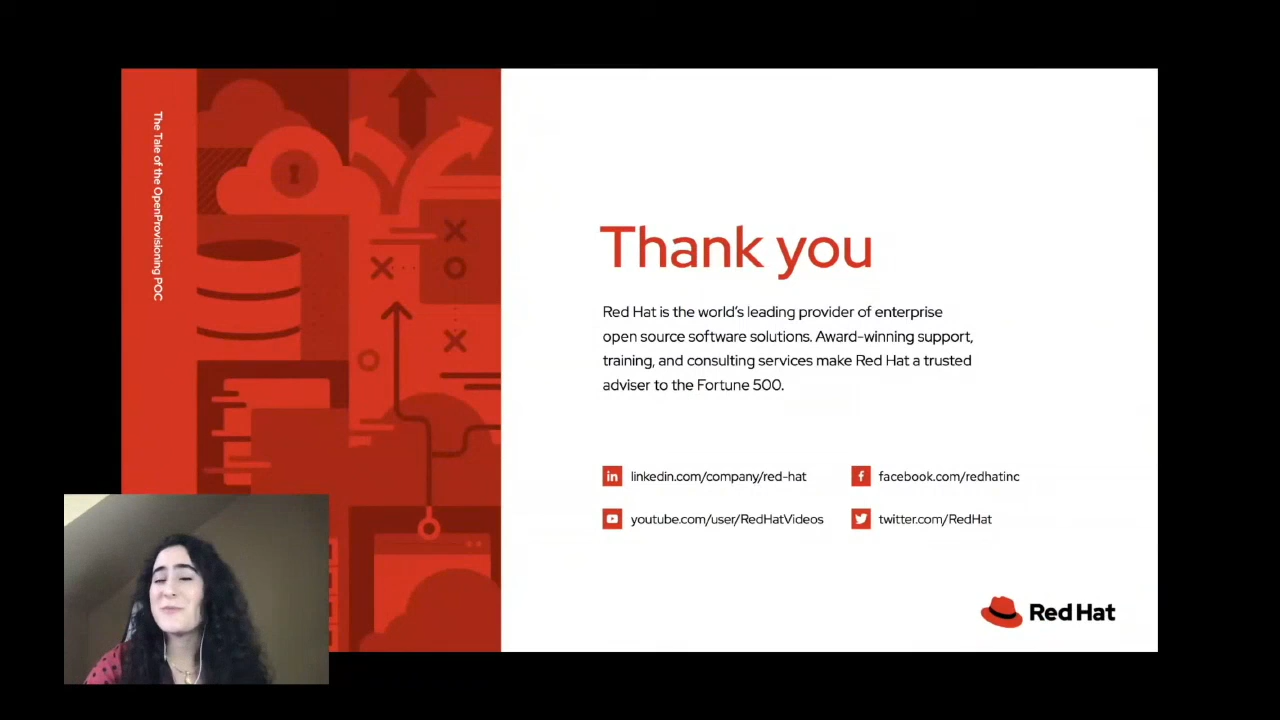 The Tale of the OpenProvisioning POC
Thank you
Red Hat is the world's leading provider of enterprise
open source software solutions. Award-winning support,
training, and consulting services make Red Hat a trusted
adviser to the Fortune 500.
linkedin.com/company/red-hat
facebook.com/redhatinc
youtube.com/user/RedHatVideos
twitter.com/RedHat
Red Hat